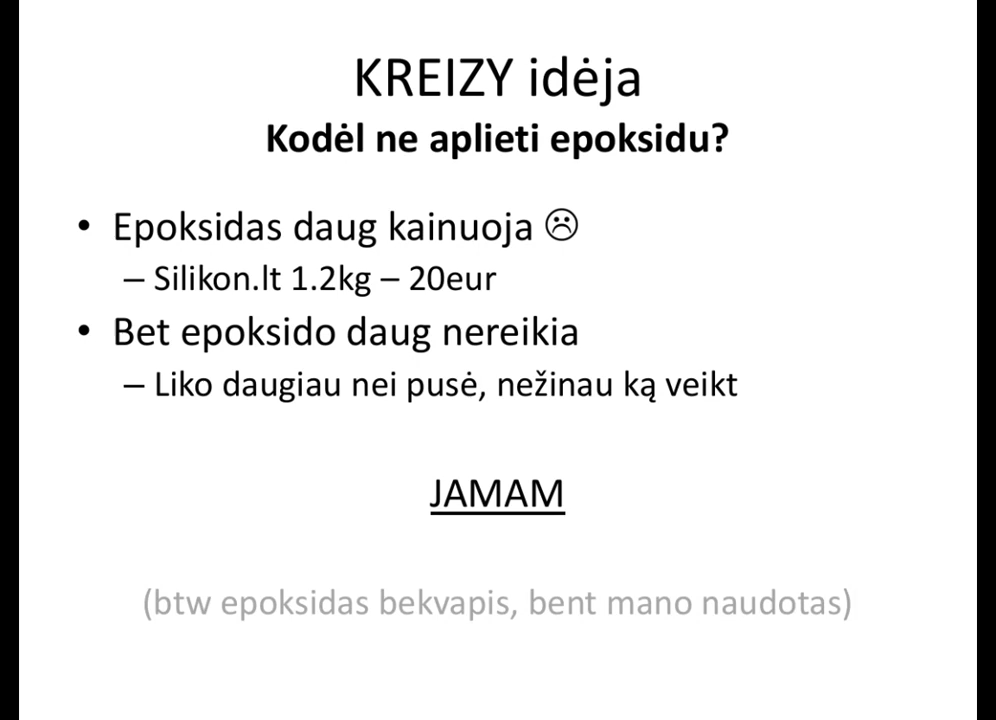 KREIZY idėja
Kodėl ne aplieti epoksidu?
• Epoksidas daug kainuoja ☹
– Silikon.lt 1.2kg – 20eur
• Bet epoksido daug nereikia
– Liko daugiau nei pusė, nežinau ką veikt
JAMAM
(btw epoksidas bekvapis, bent mano naudotas)